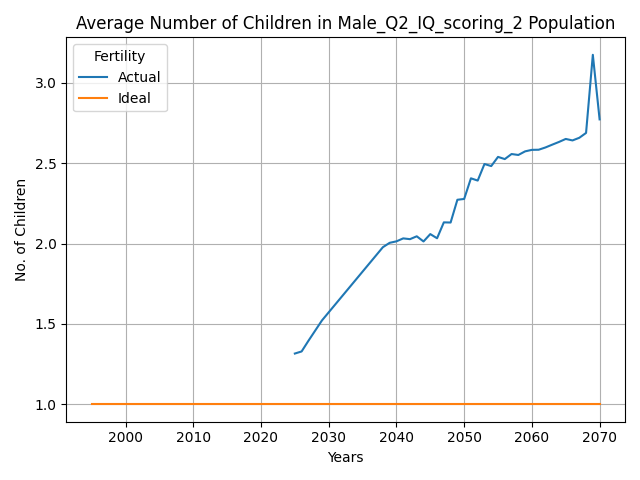 Average Number of Children in Male_Q2_IQ_scoring_2 Population
Fertility
Actual
Ideal
No. of Children
3.0
2.5
2.0
1.5
1.0
2000 2010 2020 2030 2040 2050 2060 2070
Years